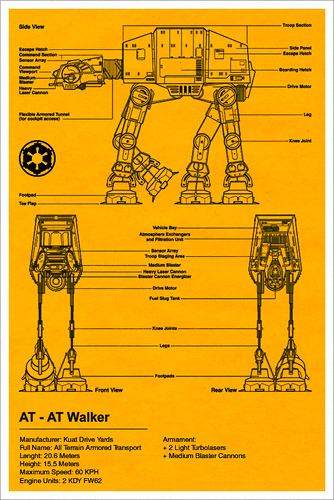 Side View
Troop Section
Escape Hatch
Command Section
Sensor Array
Command
Viewport
Medium
Blaster
Heavy
Laser Cannon
Side Panel
Escape Hatch
Boarding Hatch
Drive Motor
Flexible Armored Tunnel
(for cockpit access)
Leg
Knee Joint
Footpad
Toe Flap
Vehicle Bay
Atmosphere Exchangers
and Filtration Unit
Sensor Array
Troop Staging Area
Medium Blaster
Heavy Laser Cannon
Blaster Cannon Energizer
Drive Motor
Fuel Slug Tank
Knee Joints
Legs
Footpads
Front View
Rear View
AT - AT Walker
Manufacturer: Kuat Drive Yards
Full Name: All Terrain Armored Transport
Lenght: 20.6 Meters
Height: 15.5 Meters
Maximum Speed: 60 KPH
Engine Units: 2 KDY FW62
Armament:
+ 2 Light Turbolasers
+ Medium Blaster Cannons